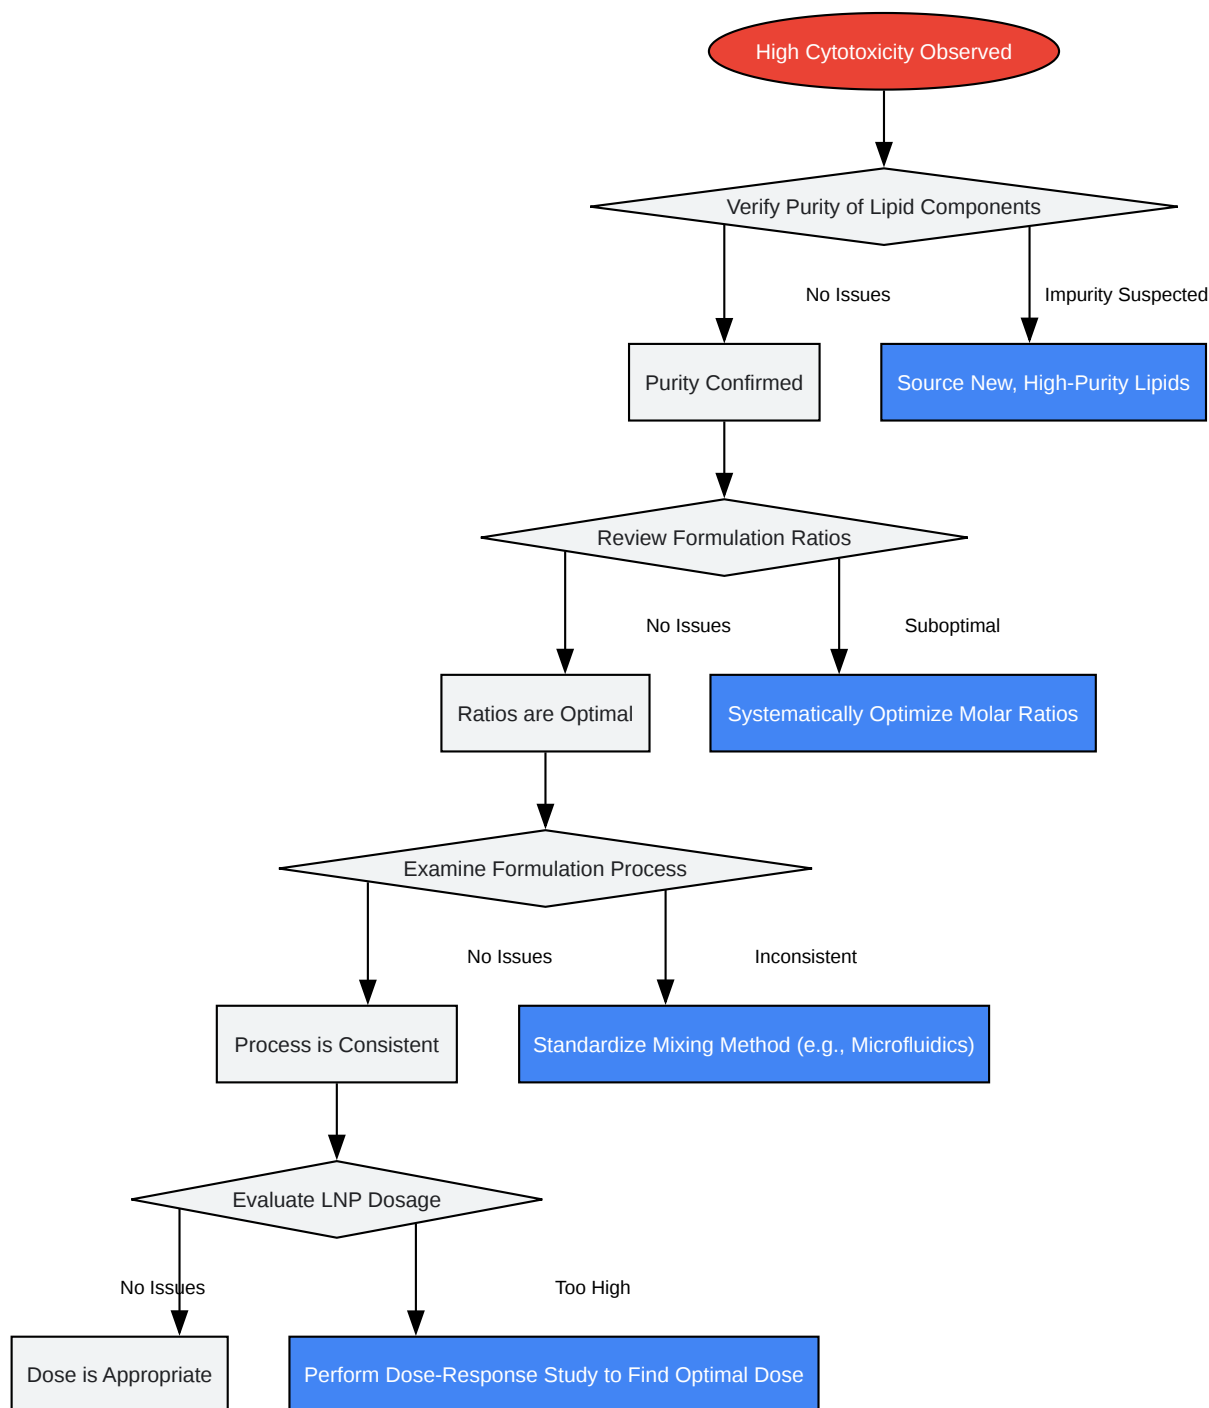 High Cytotoxicity Observed
Verify Purity of Lipid Components
No Issues
Impurity Suspected
Purity Confirmed
Source New, High-Purity Lipids
Review Formulation Ratios
No Issues
Suboptimal
Ratios are Optimal
Systematically Optimize Molar Ratios
Examine Formulation Process
No Issues
Inconsistent
Process is Consistent
Standardize Mixing Method (e.g., Microfluidics)
Evaluate LNP Dosage
No Issues
Too High
Dose is Appropriate
Perform Dose-Response Study to Find Optimal Dose